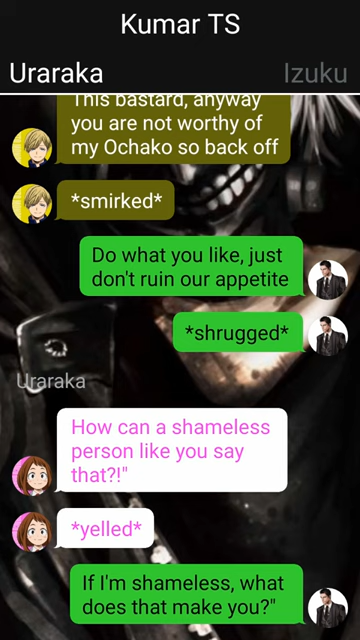 Kumar TS
Uraraka
Izuku
This bastard, anyway
you are not worthy of
my Ochako so back off
*smirked*
Do what you like, just
don't ruin our appetite
*shrugged*
Uraraka
How can a shameless
person like you say
that?!"
*yelled*
If I'm shameless, what
does that make you?"